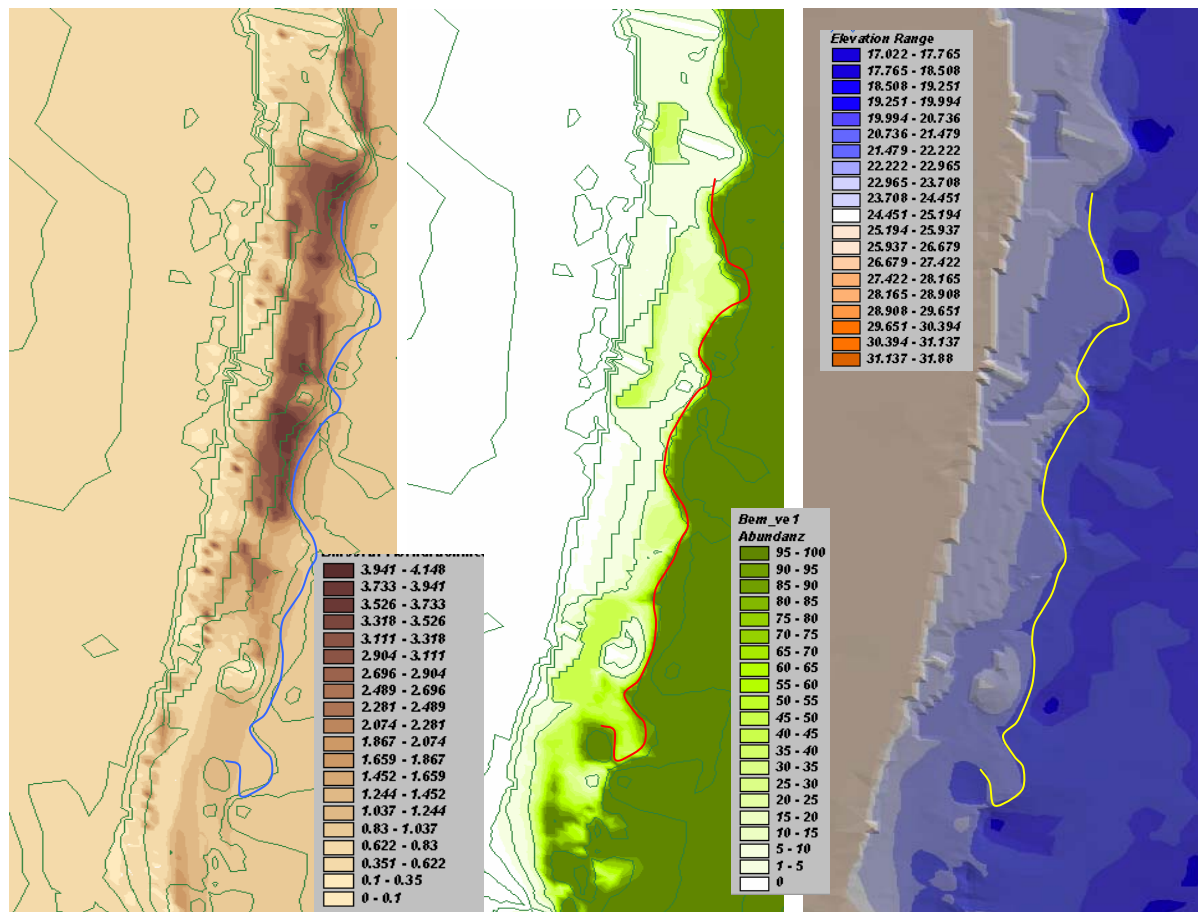 3.941 - 4.148
3.733 - 3.941
3.526 - 3.733
3.318 - 3.526
3.111 - 3.318
2.904 - 3.111
2.696 - 2.904
2.489 - 2.696
2.281 - 2.489
2.074 - 2.281
1.867 - 2.074
1.659 - 1.867
1.452 - 1.659
1.244 - 1.452
1.037 - 1.244
0.83 - 1.037
0.622 - 0.83
0.351 - 0.622
0.1 - 0.35
0 - 0.1
Bem_ve1
Abundanz
95 - 100
90 - 95
85 - 90
80 - 85
75 - 80
70 - 75
65 - 70
60 - 65
55 - 60
50 - 55
45 - 50
40 - 45
35 - 40
30 - 35
25 - 30
20 - 25
15 - 20
10 - 15
5 - 10
1 - 5
0
Elevation Range
17.022 - 17.765
17.765 - 18.508
18.508 - 19.251
19.251 - 19.994
19.994 - 20.736
20.736 - 21.479
21.479 - 22.222
22.222 - 22.965
22.965 - 23.708
23.708 - 24.451
24.451 - 25.194
25.194 - 25.937
25.937 - 26.679
26.679 - 27.422
27.422 - 28.165
28.165 - 28.908
28.908 - 29.651
29.651 - 30.394
30.394 - 31.137
31.137 - 31.88